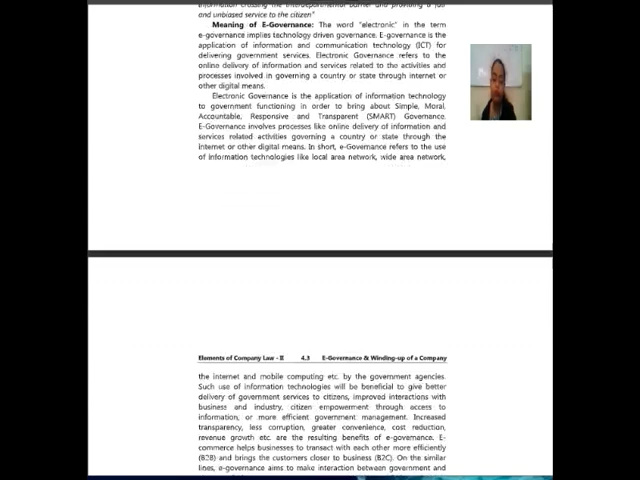 information crossing the interdepartmental barrier and providing a fair
and unbiased service to the citizen"
Meaning of E-Governance: The word "electronic" in the term
e-governance implies technology driven governance. E-governance is the
application of information and communication technology (ICT) for
delivering government services. Electronic Governance refers to the
online delivery of information and services related to the activities and
processes involved in governing a country or state through internet or
other digital means.
Electronic Governance is the application of information technology
to government functioning in order to bring about Simple, Moral,
Accountable, Responsive and Transparent (SMART) Governance.
E-Governance involves processes like online delivery of information and
services related activities governing a country or state through the
internet or other digital means. In short, e-Governance refers to the use
of information technologies like local area network, wide area network,
Elements of Company Law - II 4.3 E-Governance & Winding-up of a Company
the internet and mobile computing etc. by the government agencies.
Such use of information technologies will be beneficial to give better
delivery of government services to citizens, improved interactions with
business and industry, citizen empowerment through access to
information, or more efficient government management. Increased
transparency, less corruption, greater convenience, cost reduction,
revenue growth etc. are the resulting benefits of e-governance. E-
commerce helps businesses to transact with each other more efficiently
(B2B) and brings the customers closer to business (B2C). On the similar
lines, e-governance aims to make interaction between government and